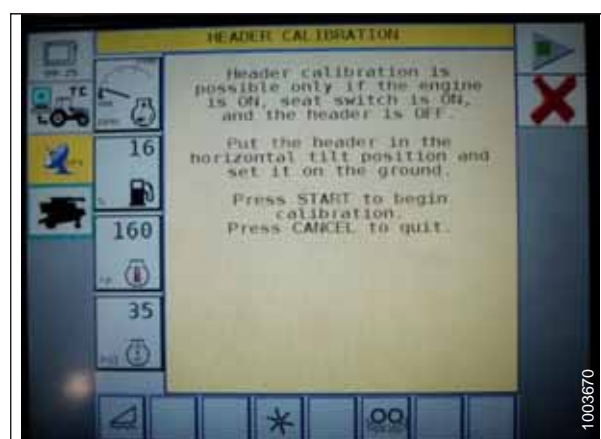 HEADER CALIBRATION
Header calibration is
possible only if the engine
is ON, seat switch is ON,
and the header is OFF.
Put the header in the
horizontal tilt position and
set it on the ground.
Press START to begin
calibration.
Press CANCEL to quit.
TC
16
160
35
1003670